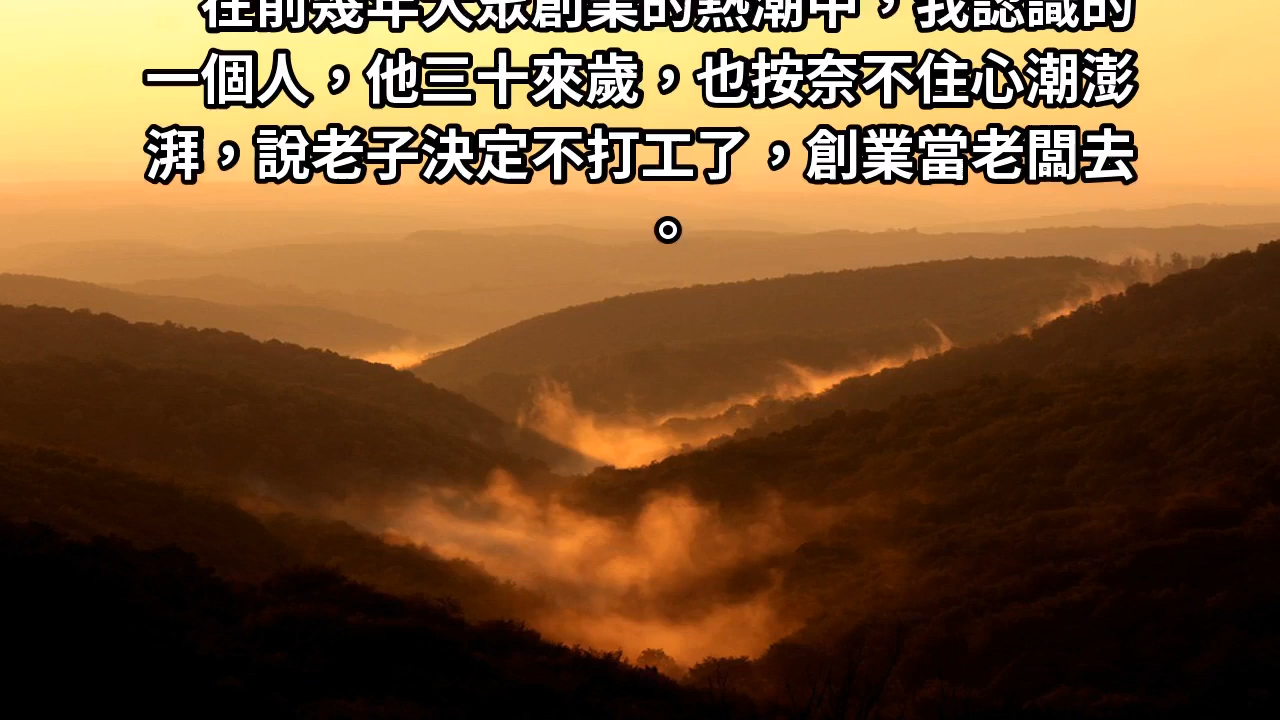 在前幾年大眾創業的熱潮中，我認識的
一個人，他三十來歲，也按奈不住心潮澎
湃，說老子決定不打工了，創業當老闆去
。